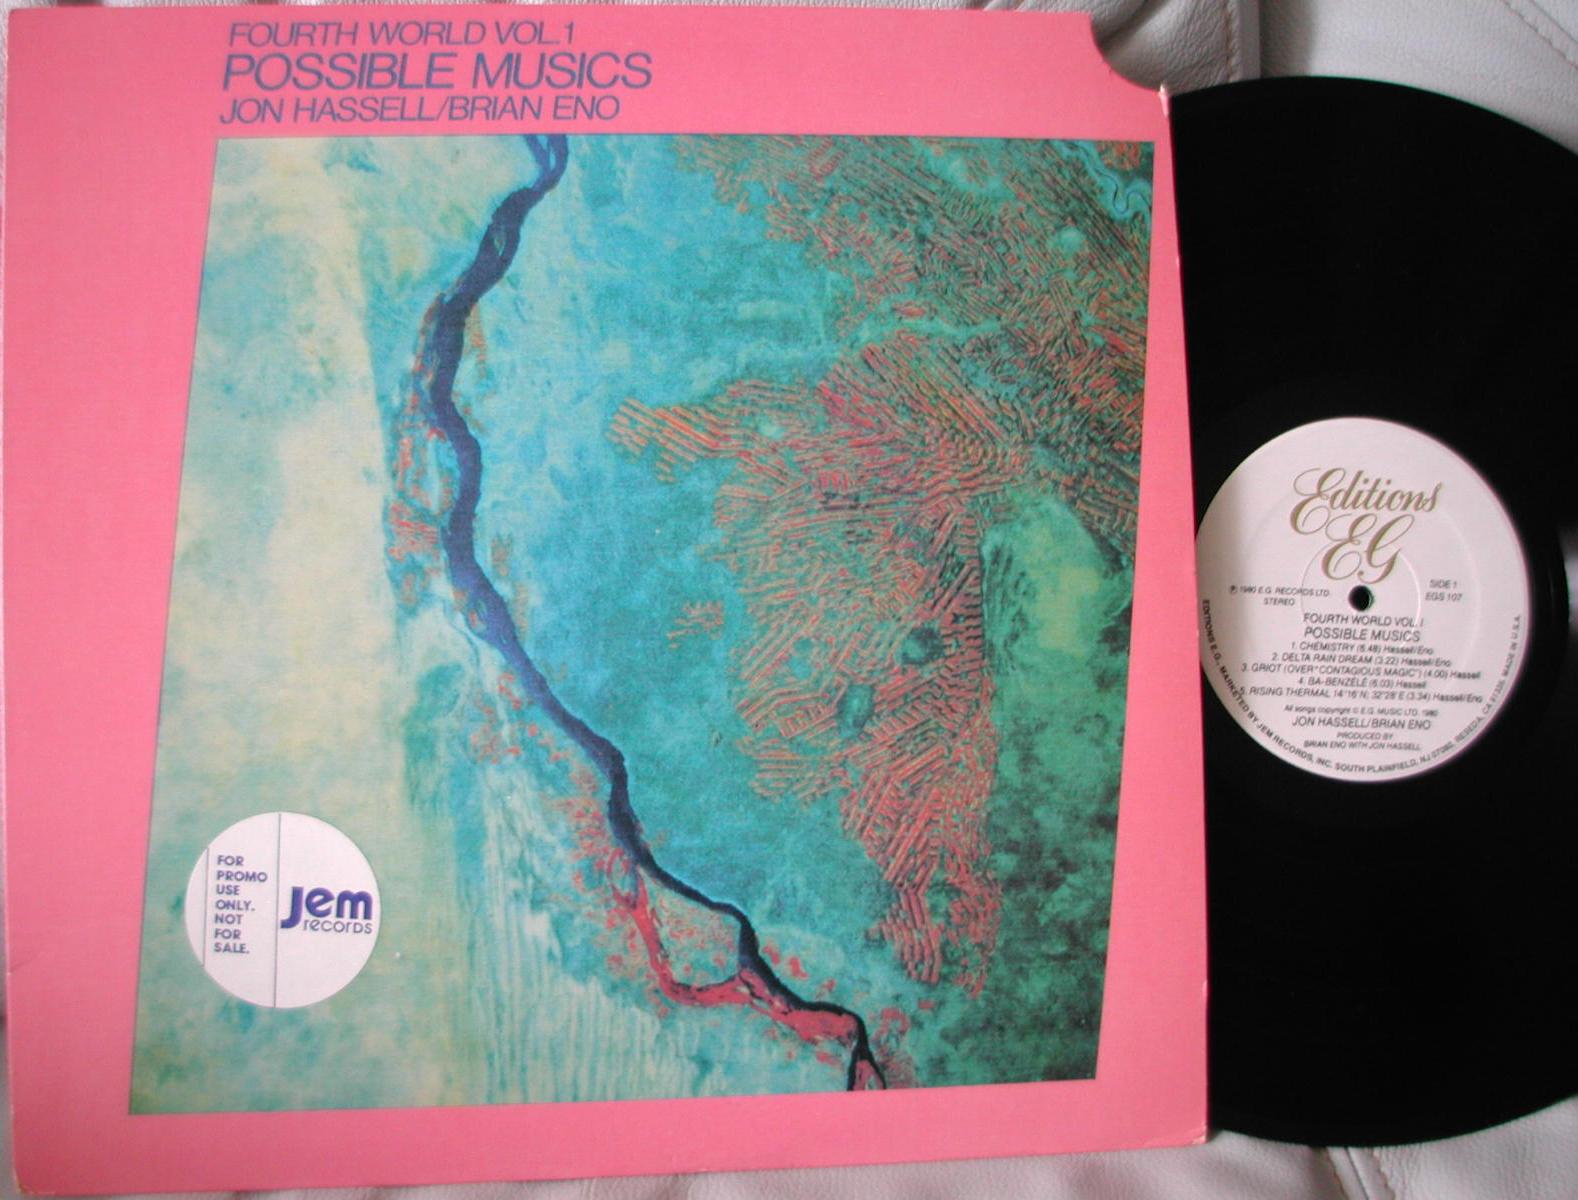 FOURTH WORLD VOL.1
POSSIBLE MUSICS
JON HASSELL/BRIAN ENO
FOR
PROMO
USE
ONLY.
NOT
FOR
SALE.
Jem
records
Editions
EG
℗ 1980 E.G. RECORDS LTD.
STEREO
SIDE 1
EGS 107
FOURTH WORLD VOL. I
POSSIBLE MUSICS
1. CHEMISTRY (6.48) Hassell/Eno
2. DELTA RAIN DREAM (3.22) Hassell/Eno
3. GRIOT (OVER "CONTAGIOUS MAGIC") (4.00) Hassell
4. BA-BENZÉLÉ (6.03) Hassell
5. RISING THERMAL 14°16'N; 32°28'E (3.34) Hassell/Eno
All songs copyright © E.G. MUSIC LTD. 1980
JON HASSELL/BRIAN ENO
PRODUCED BY
BRIAN ENO WITH JON HASSELL
EDITIONS E.G., MARKETED BY JEM RECORDS, INC. SOUTH PLAINFIELD, NJ 07080, RESEDA, CA 91335, MADE IN U.S.A.